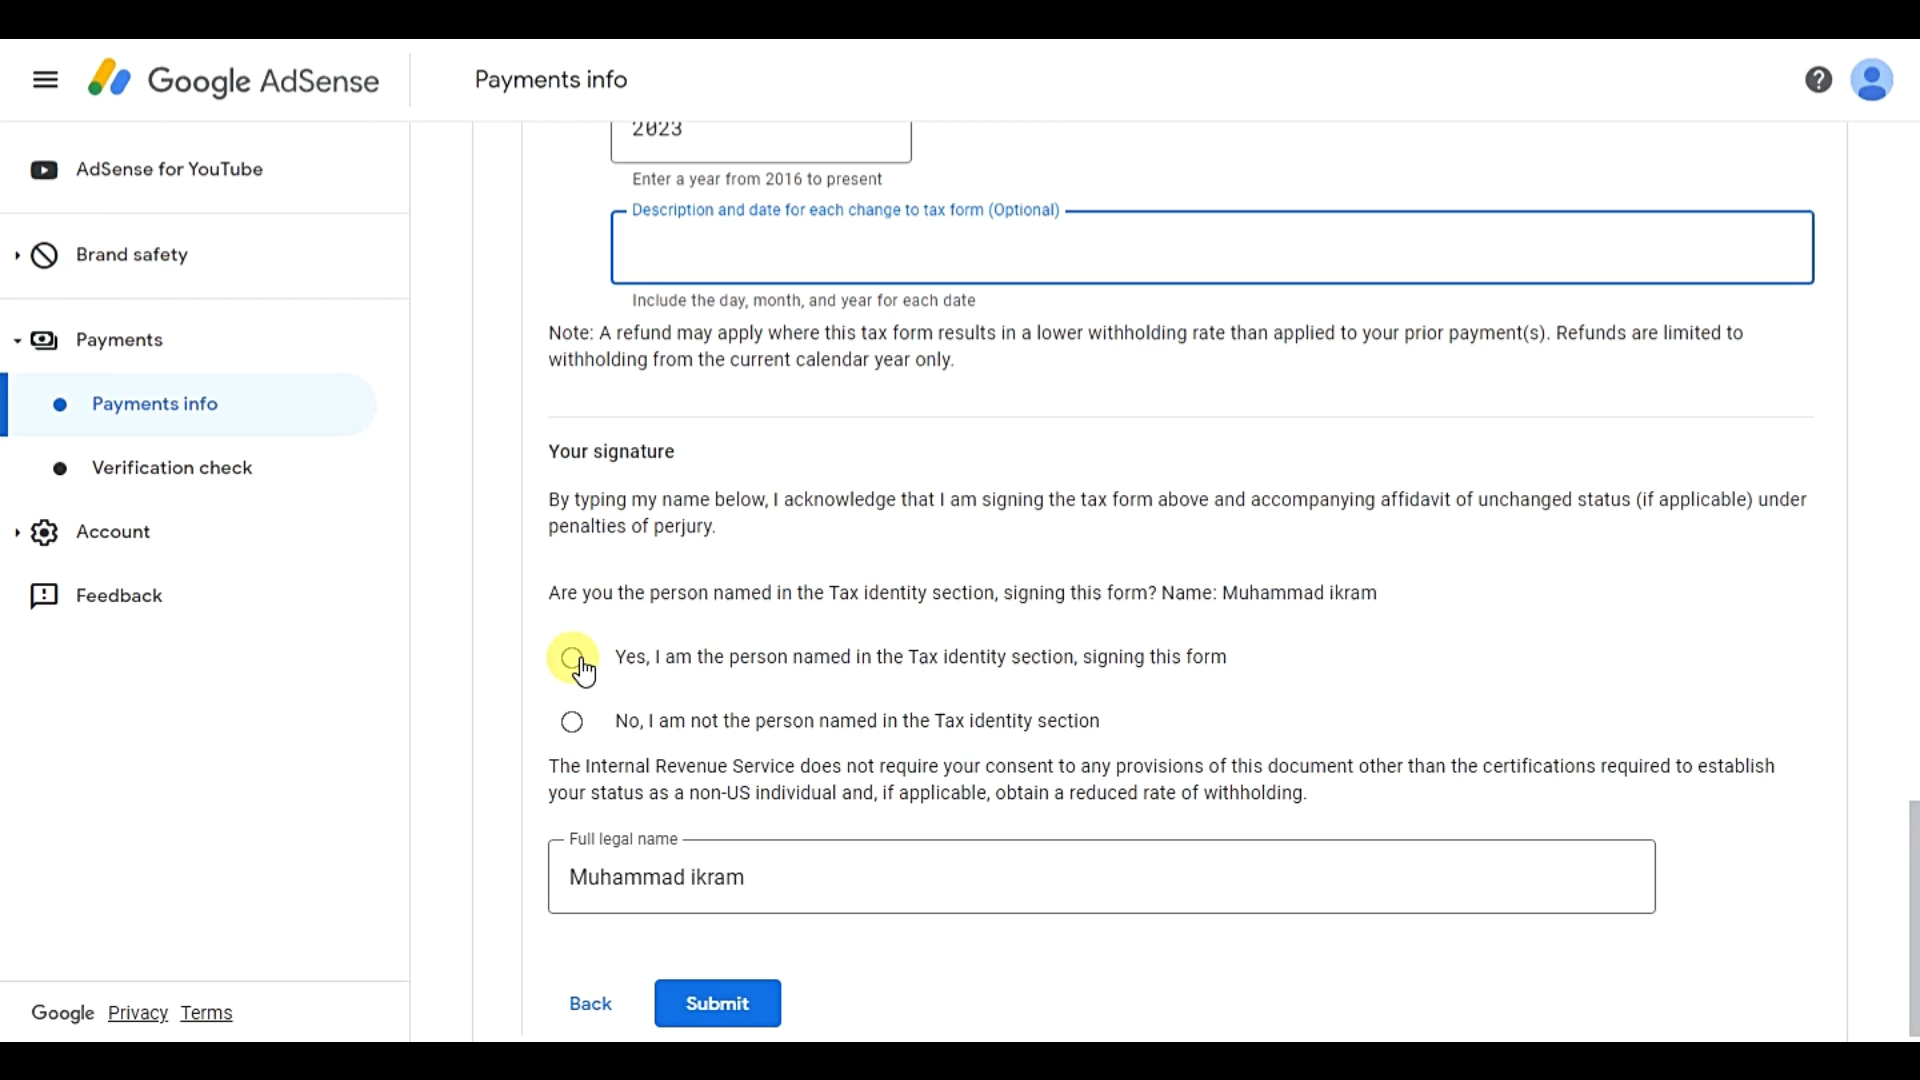 Google AdSense
Payments info
AdSense for YouTube
Brand safety
Payments
Payments info
Verification check
Account
Feedback
Google Privacy Terms
2023
Enter a year from 2016 to present
Description and date for each change to tax form (Optional)
Include the day, month, and year for each date
Note: A refund may apply where this tax form results in a lower withholding rate than applied to your prior payment(s). Refunds are limited to
withholding from the current calendar year only.
Your signature
By typing my name below, I acknowledge that I am signing the tax form above and accompanying affidavit of unchanged status (if applicable) under
penalties of perjury.
Are you the person named in the Tax identity section, signing this form? Name: Muhammad ikram
Yes, I am the person named in the Tax identity section, signing this form
No, I am not the person named in the Tax identity section
The Internal Revenue Service does not require your consent to any provisions of this document other than the certifications required to establish
your status as a non-US individual and, if applicable, obtain a reduced rate of withholding.
Full legal name
Muhammad ikram
Back
Submit